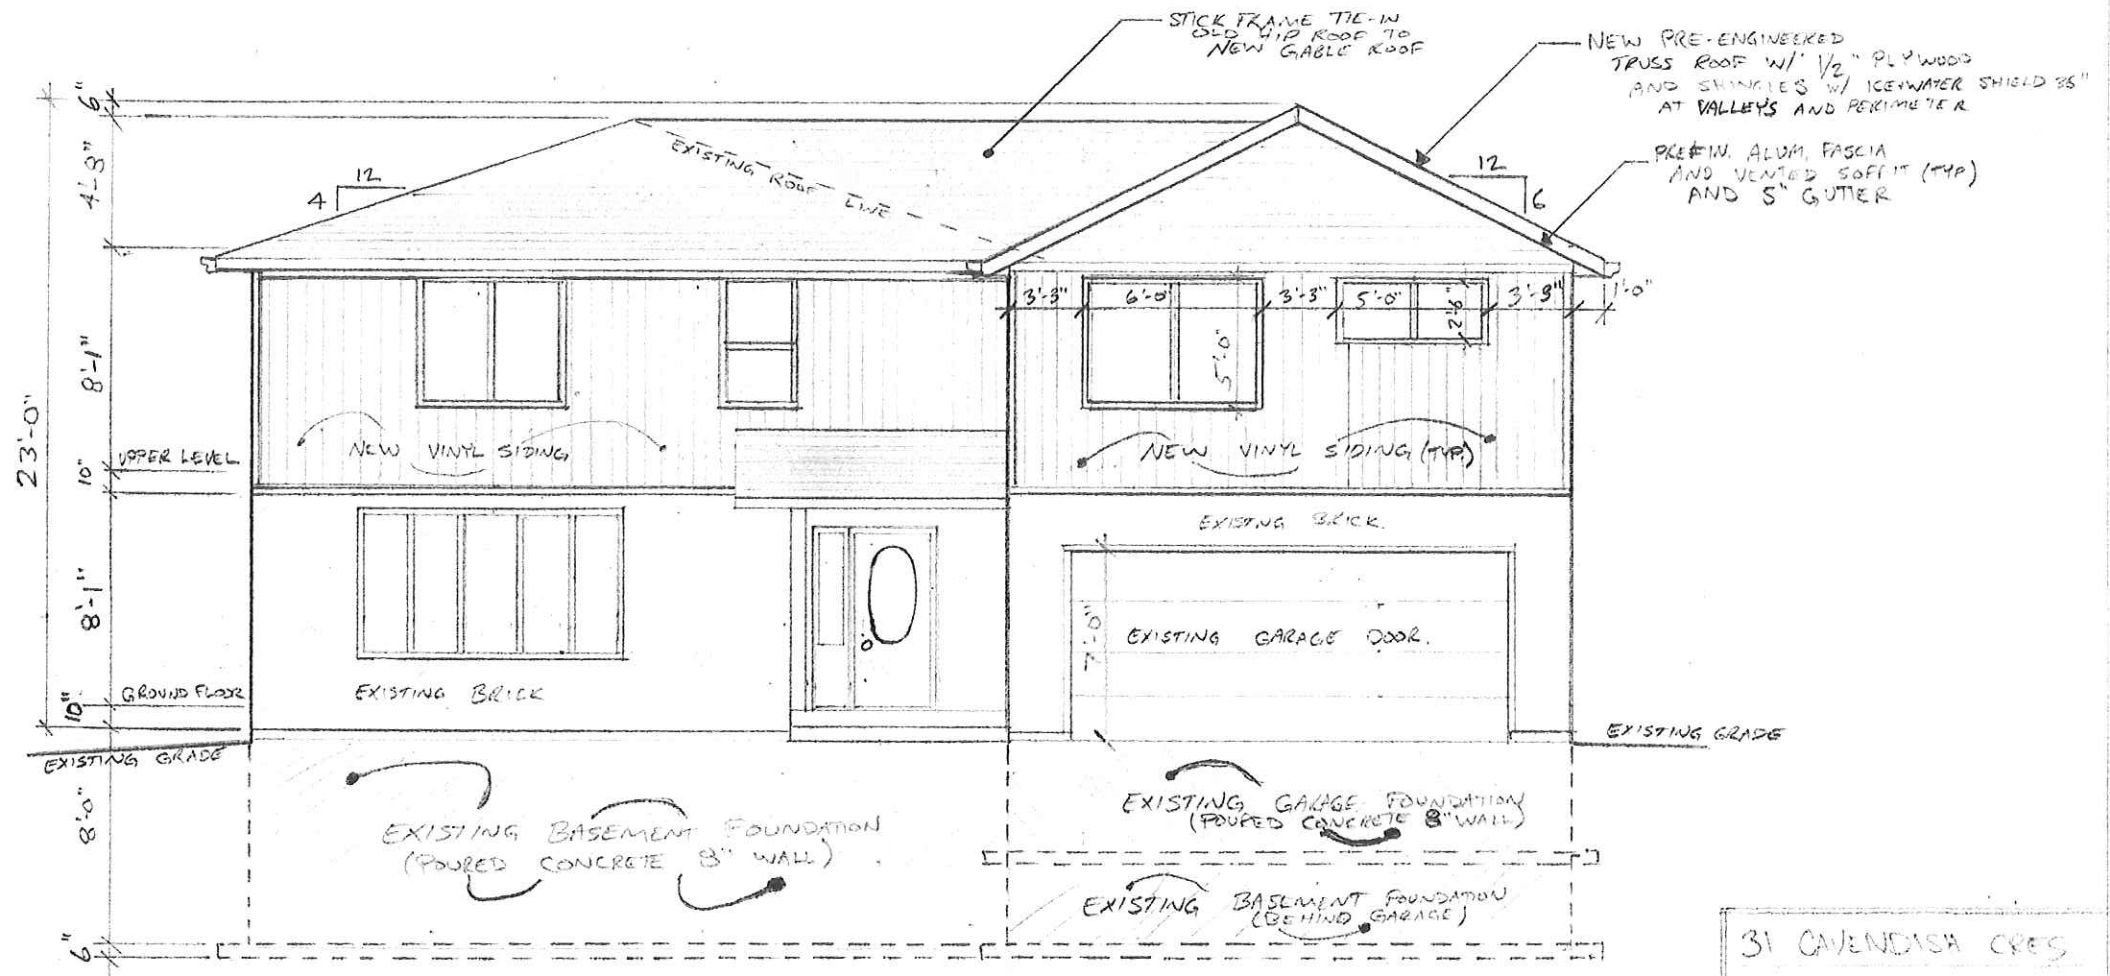 STICK FRAME TIE-IN
OLD HIP ROOF TO
NEW GABLE ROOF
NEW PRE-ENGINEERED
TRUSS ROOF W/ 1/2" PLYWOOD
AND SHINGLES W/ ICE+WATER SHIELD 36"
AT VALLEYS AND PERIMETER
PREFIN. ALUM. FASCIA
AND VENTED SOFFIT (TYP)
AND 5" GUTTER
6"
4'-8"
12
4
EXISTING ROOF LINE
12
6
3'-3"
6'-0"
3'-3"
5'-0"
2'-6"
3'-3"
1'-0"
5'-0"
8'-1"
23'-0"
UPPER LEVEL
10"
NEW VINYL SIDING
NEW VINYL SIDING (TYP.)
EXISTING BRICK.
8'-1"
7'-0"
EXISTING GARAGE DOOR.
GROUND FLOOR
10"
EXISTING BRICK
EXISTING GRADE
EXISTING GRADE
8'-0"
EXISTING BASEMENT FOUNDATION
(POURED CONCRETE 8" WALL)
EXISTING GARAGE FOUNDATION
(POURED CONCRETE 8" WALL)
EXISTING BASEMENT FOUNDATION
(BEHIND GARAGE)
6"
31 CAVENDISH CRES